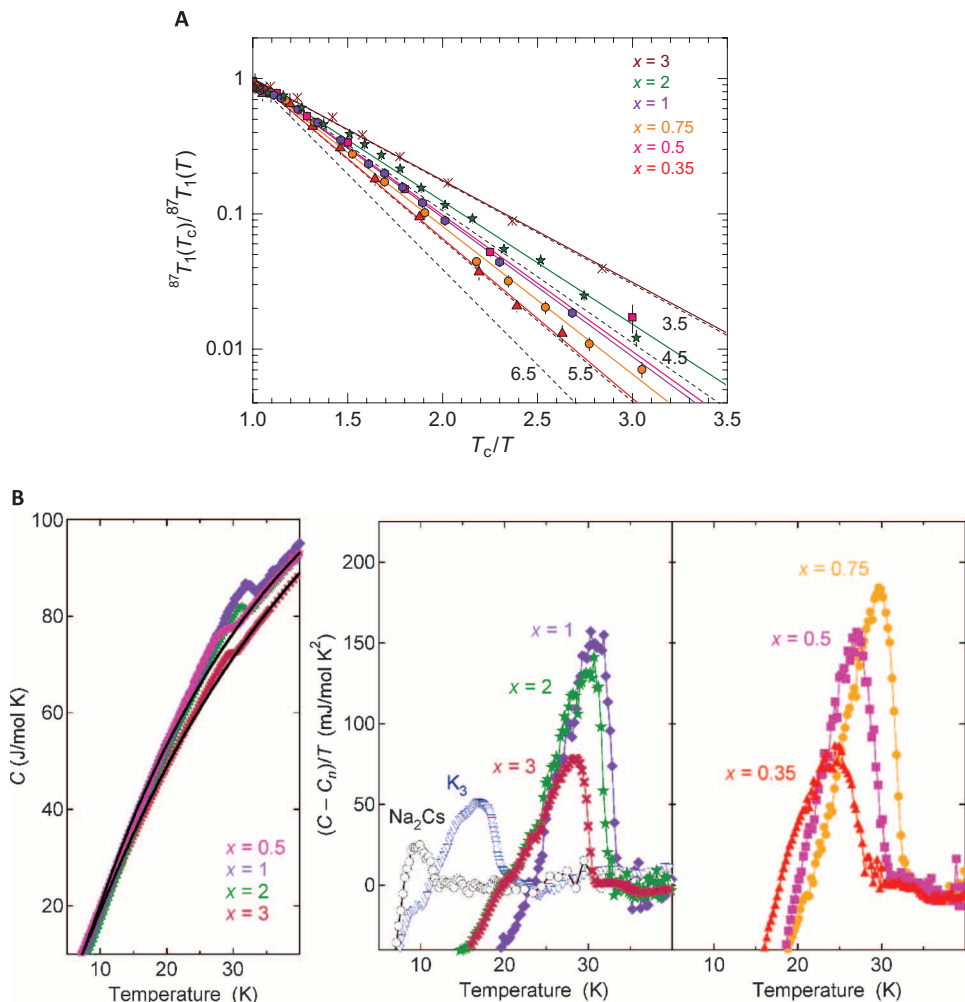 A
x = 3
x = 2
x = 1
x = 0.75
x = 0.5
x = 0.35
⁸⁷T₁(T_c)/⁸⁷T₁(T)
1
0.1
0.01
3.5
4.5
6.5
5.5
1.0 1.5 2.0 2.5 3.0 3.5
T_c/T
B
C (J/mol K)
100
80
60
40
20
x = 0.5
x = 1
x = 2
x = 3
10 20 30
Temperature (K)
(C – C_n)/T (mJ/mol K²)
200
150
100
50
0
x = 1
x = 2
x = 3
K₃
Na₂Cs
10 20 30
Temperature (K)
x = 0.75
x = 0.5
x = 0.35
10 20 30
Temperature (K)